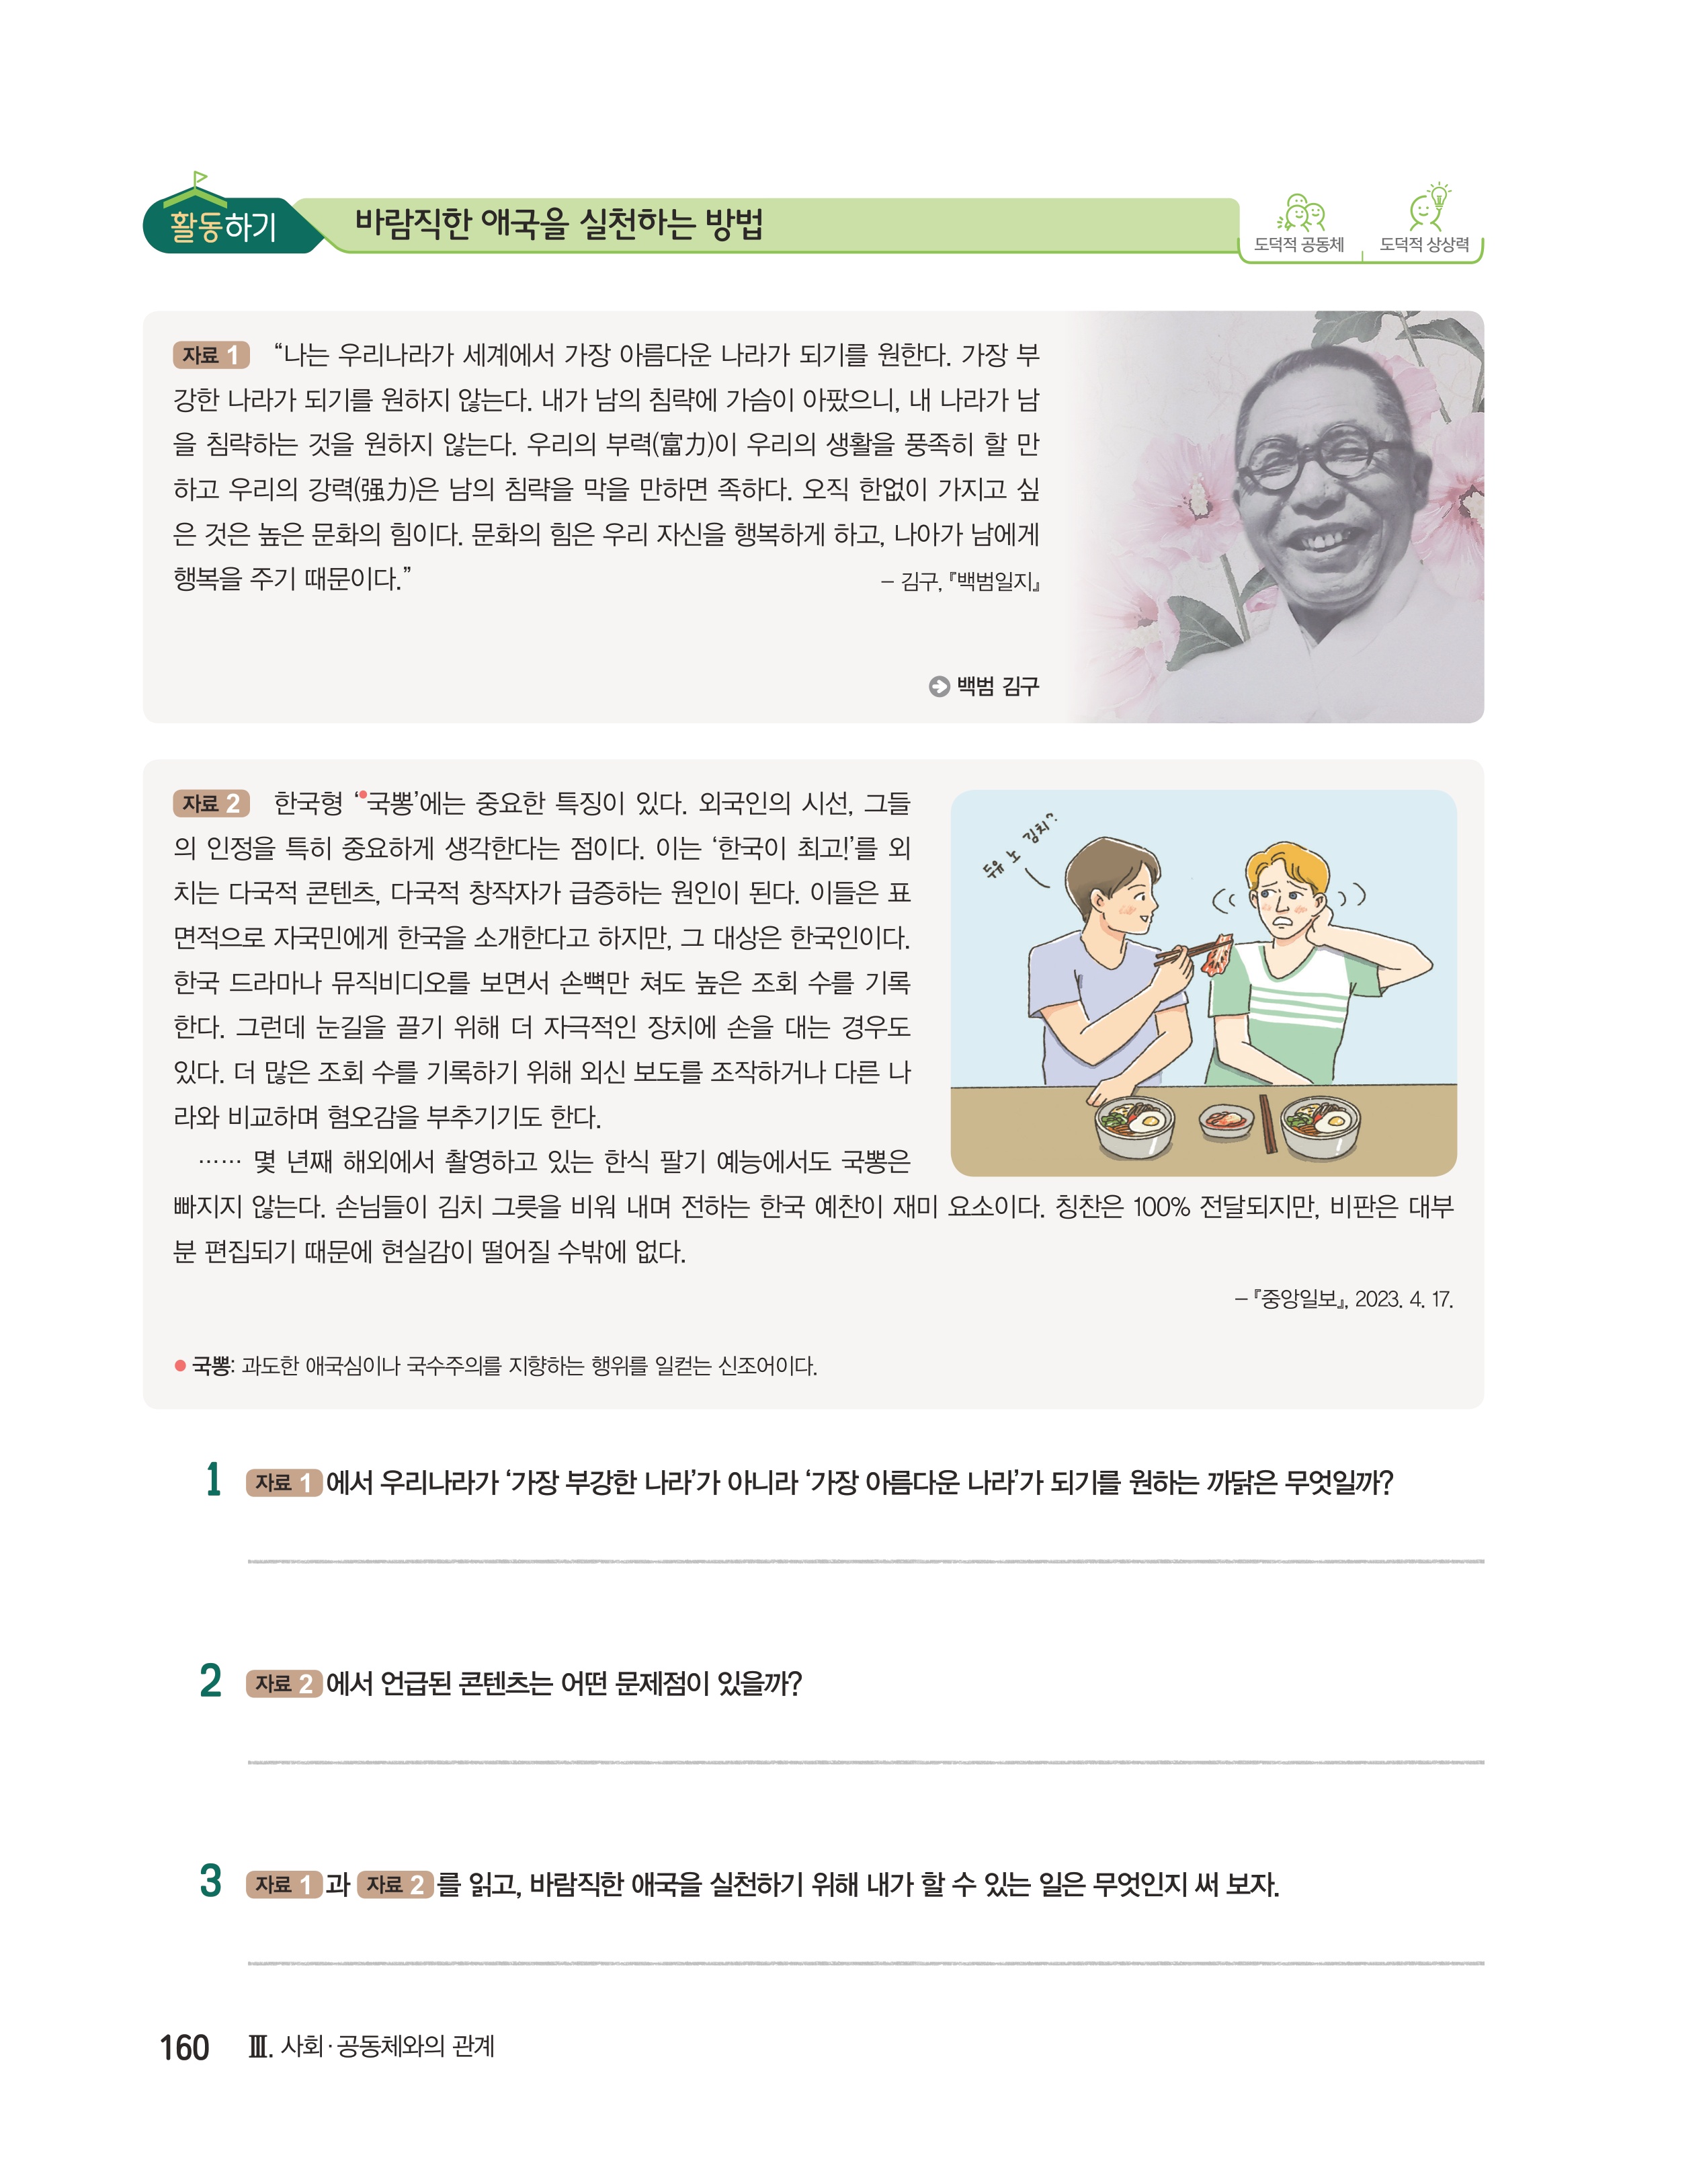 활동하기
바람직한 애국을 실천하는 방법
도덕적 공동체
도덕적 상상력
자료 1 “나는 우리나라가 세계에서 가장 아름다운 나라가 되기를 원한다. 가장 부
강한 나라가 되기를 원하지 않는다. 내가 남의 침략에 가슴이 아팠으니, 내 나라가 남
을 침략하는 것을 원하지 않는다. 우리의 부력(富力)이 우리의 생활을 풍족히 할 만
하고 우리의 강력(强力)은 남의 침략을 막을 만하면 족하다. 오직 한없이 가지고 싶
은 것은 높은 문화의 힘이다. 문화의 힘은 우리 자신을 행복하게 하고, 나아가 남에게
행복을 주기 때문이다.”
– 김구, 『백범일지』
백범 김구
자료 2 한국형 ‘국뽕’에는 중요한 특징이 있다. 외국인의 시선, 그들
의 인정을 특히 중요하게 생각한다는 점이다. 이는 ‘한국이 최고!’를 외
치는 다국적 콘텐츠, 다국적 창작자가 급증하는 원인이 된다. 이들은 표
면적으로 자국민에게 한국을 소개한다고 하지만, 그 대상은 한국인이다.
한국 드라마나 뮤직비디오를 보면서 손뼉만 쳐도 높은 조회 수를 기록
한다. 그런데 눈길을 끌기 위해 더 자극적인 장치에 손을 대는 경우도
있다. 더 많은 조회 수를 기록하기 위해 외신 보도를 조작하거나 다른 나
라와 비교하며 혐오감을 부추기기도 한다.
…… 몇 년째 해외에서 촬영하고 있는 한식 팔기 예능에서도 국뽕은
빠지지 않는다. 손님들이 김치 그릇을 비워 내며 전하는 한국 예찬이 재미 요소이다. 칭찬은 100% 전달되지만, 비판은 대부
분 편집되기 때문에 현실감이 떨어질 수밖에 없다.
– 『중앙일보』, 2023. 4. 17.
두유 노 김치?
● 국뽕: 과도한 애국심이나 국수주의를 지향하는 행위를 일컫는 신조어이다.
1 자료 1 에서 우리나라가 ‘가장 부강한 나라’가 아니라 ‘가장 아름다운 나라’가 되기를 원하는 까닭은 무엇일까?
2 자료 2 에서 언급된 콘텐츠는 어떤 문제점이 있을까?
3 자료 1 과 자료 2 를 읽고, 바람직한 애국을 실천하기 위해 내가 할 수 있는 일은 무엇인지 써 보자.
160 Ⅲ. 사회·공동체와의 관계